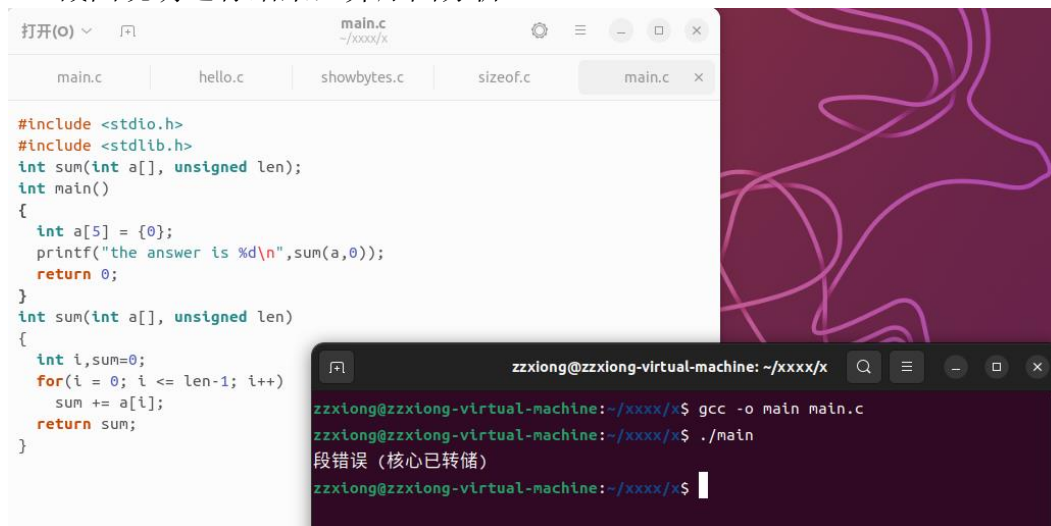 打开(O)
main.c
~/xxxx/x
main.c hello.c showbytes.c sizeof.c main.c
#include <stdio.h>
#include <stdlib.h>
int sum(int a[], unsigned len);
int main()
{
  int a[5] = {0};
  printf("the answer is %d\n",sum(a,0));
  return 0;
}
int sum(int a[], unsigned len)
{
  int i,sum=0;
  for(i = 0; i <= len-1; i++)
    sum += a[i];
  return sum;
}
zzxiong@zzxiong-virtual-machine: ~/xxxx/x
zzxiong@zzxiong-virtual-machine:~/xxxx/x$ gcc -o main main.c
zzxiong@zzxiong-virtual-machine:~/xxxx/x$ ./main
段错误 (核心已转储)
zzxiong@zzxiong-virtual-machine:~/xxxx/x$